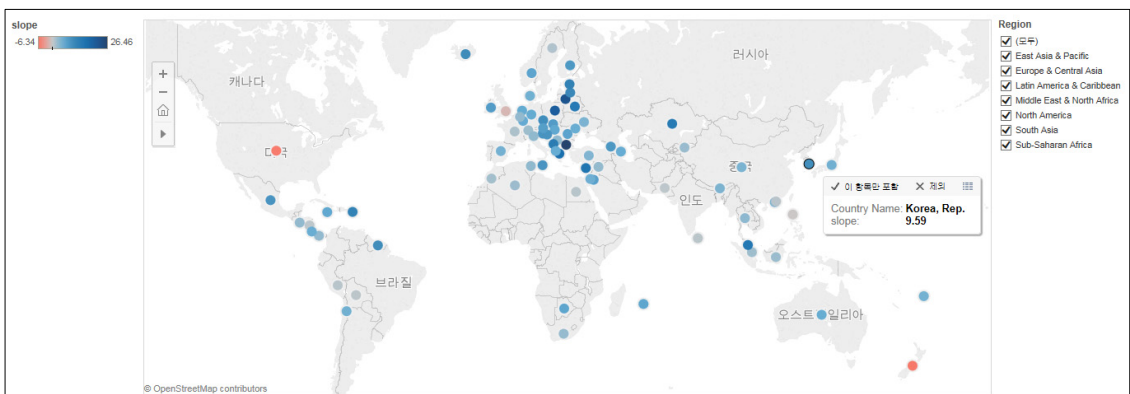 slope
-6.34 26.46
캐나다
러시아
미국
중국
인도
브라질
오스트 일리아
© OpenStreetMap contributors
이 항목만 포함 제외
Country Name: Korea, Rep.
slope: 9.59
Region
(모두)
East Asia & Pacific
Europe & Central Asia
Latin America & Caribbean
Middle East & North Africa
North America
South Asia
Sub-Saharan Africa